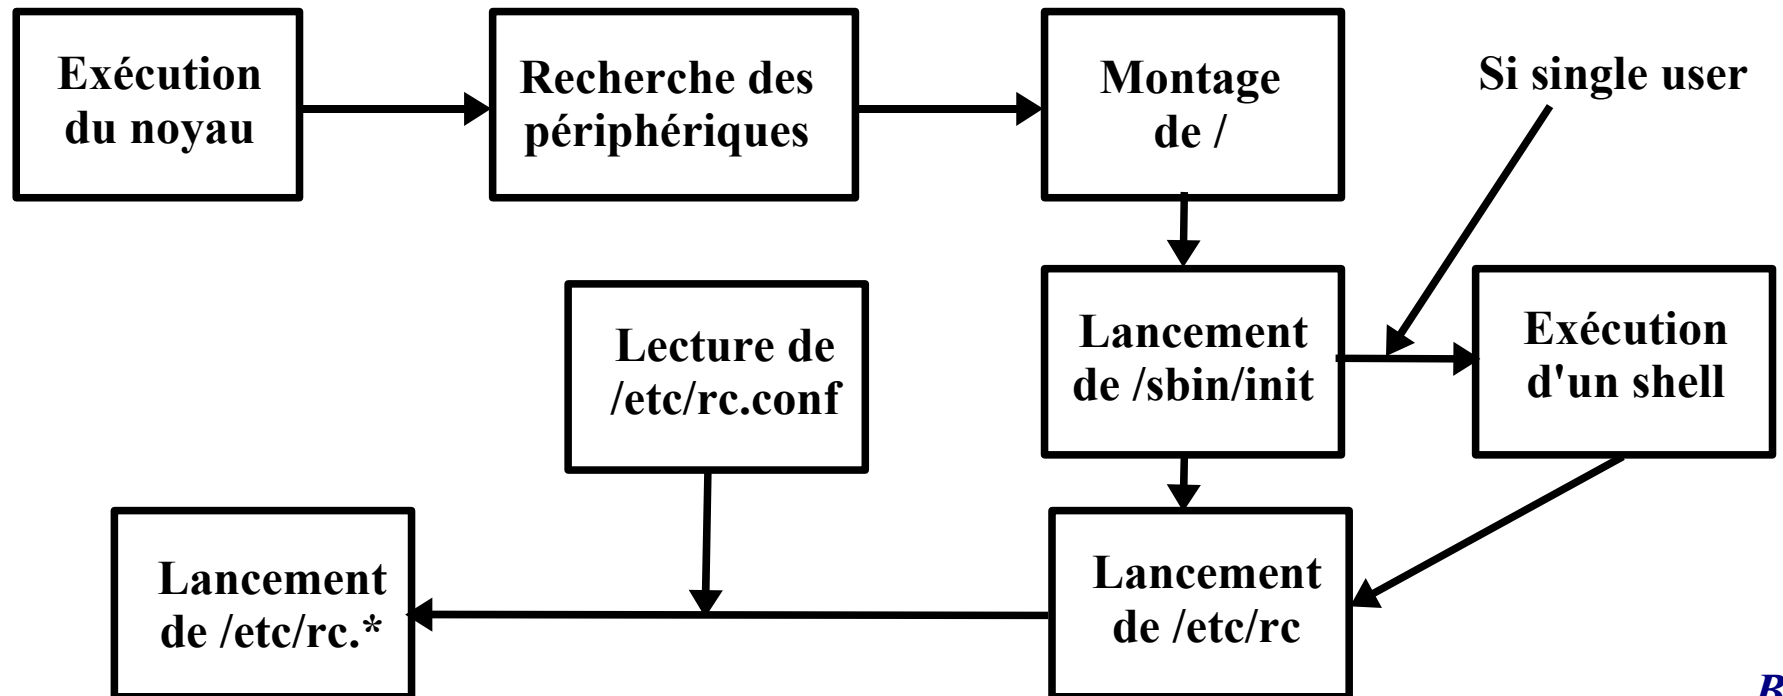 Exécution
du noyau
Recherche des
périphériques
Montage
de /
Si single user
Lecture de
/etc/rc.conf
Lancement
de /sbin/init
Exécution
d'un shell
Lancement
de /etc/rc.*
Lancement
de /etc/rc